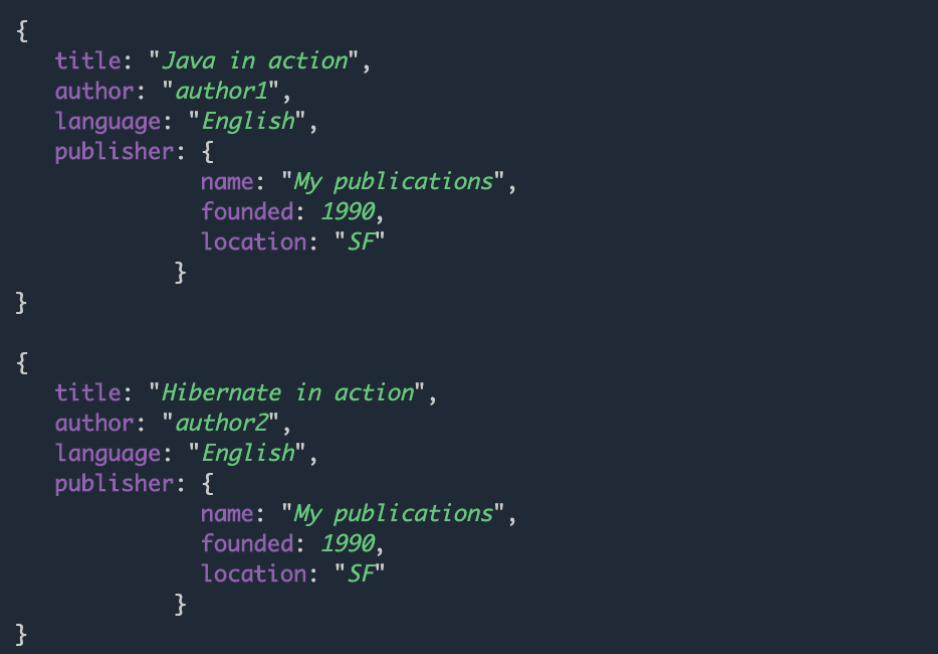 {
title: "Java in action",
author: "author1",
language: "English",
publisher: {
name: "My publications",
founded: 1990,
location: "SF"
}
}
{
title: "Hibernate in action",
author: "author2",
language: "English",
publisher: {
name: "My publications",
founded: 1990,
location: "SF"
}
}